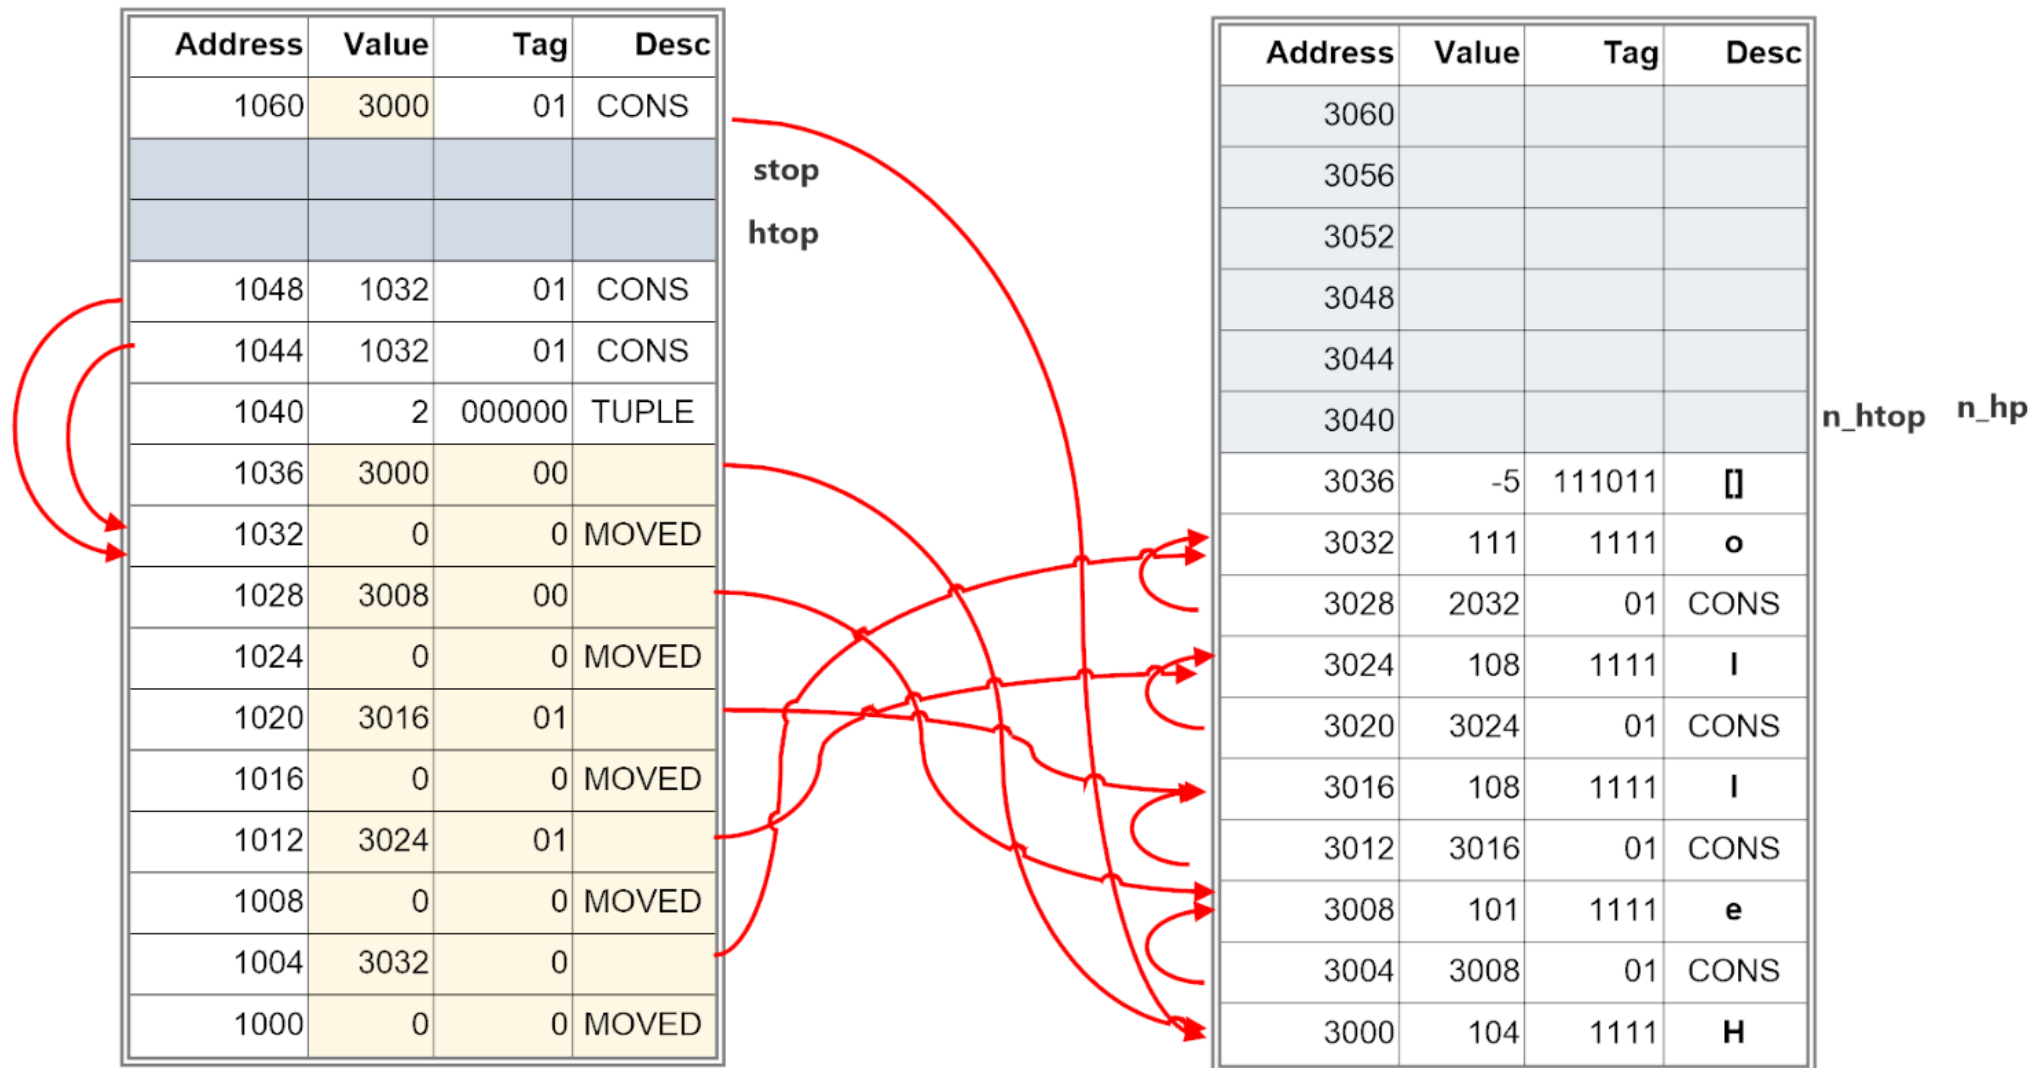 Address Value Tag Desc
1060 3000 01 CONS
stop
htop
1048 1032 01 CONS
1044 1032 01 CONS
1040 2 000000 TUPLE
1036 3000 00
1032 0 0 MOVED
1028 3008 00
1024 0 0 MOVED
1020 3016 01
1016 0 0 MOVED
1012 3024 01
1008 0 0 MOVED
1004 3032 0
1000 0 0 MOVED
Address Value Tag Desc
3060
3056
3052
3048
3044
3040 n_htop n_hp
3036 -5 111011 []
3032 111 1111 o
3028 2032 01 CONS
3024 108 1111 l
3020 3024 01 CONS
3016 108 1111 l
3012 3016 01 CONS
3008 101 1111 e
3004 3008 01 CONS
3000 104 1111 H